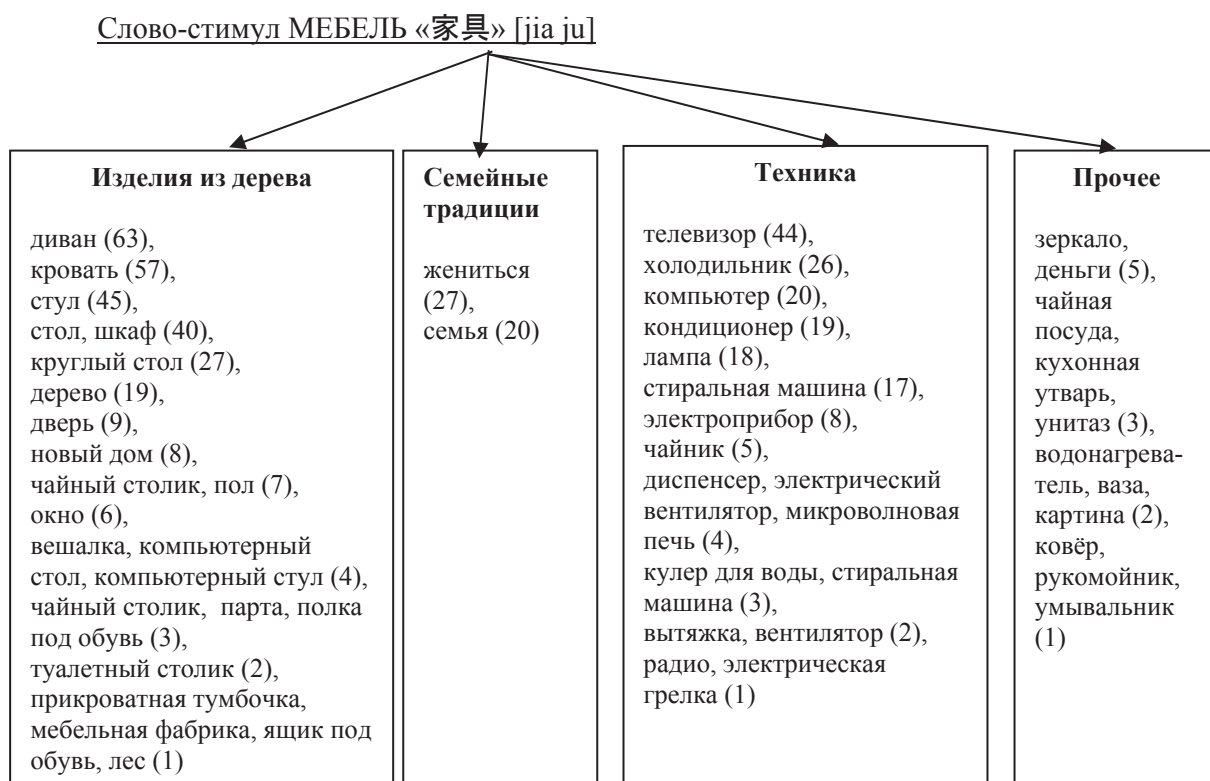 Слово-стимул МЕБЕЛЬ «家具» [jia ju]
Изделия из дерева
диван (63),
кровать (57),
стул (45),
стол, шкаф (40),
круглый стол (27),
дерево (19),
дверь (9),
новый дом (8),
чайный столик, пол (7),
окно (6),
вешалка, компьютерный
стол, компьютерный стул (4),
чайный столик, парта, полка
под обувь (3),
туалетный столик (2),
прикроватная тумбочка,
мебельная фабрика, ящик под
обувь, лес (1)
Семейные
традиции
жениться
(27),
семья (20)
Техника
телевизор (44),
холодильник (26),
компьютер (20),
кондиционер (19),
лампа (18),
стиральная машина (17),
электроприбор (8),
чайник (5),
диспенсер, электрический
вентилятор, микроволновая
печь (4),
кулер для воды, стиральная
машина (3),
вытяжка, вентилятор (2),
радио, электрическая
грелка (1)
Прочее
зеркало,
деньги (5),
чайная
посуда,
кухонная
утварь,
унитаз (3),
водонагрева-
тель, ваза,
картина (2),
ковёр,
рукомойник,
умывальник
(1)